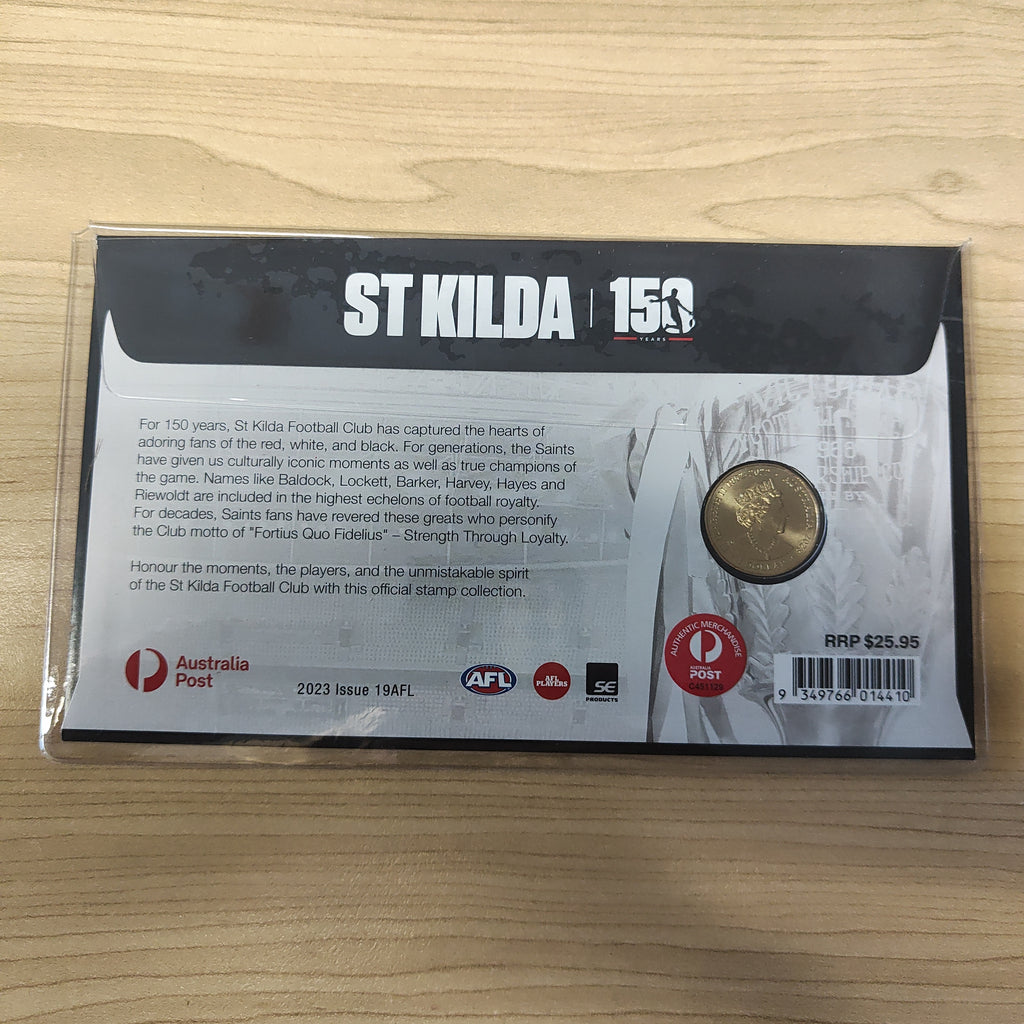 ST KILDA 150
YEARS
For 150 years, St Kilda Football Club has captured the hearts of
adoring fans of the red, white, and black. For generations, the Saints
have given us culturally iconic moments as well as true champions of
the game. Names like Baldock, Lockett, Barker, Harvey, Hayes and
Riewoldt are included in the highest echelons of football royalty.
For decades, Saints fans have revered these greats who personify
the Club motto of "Fortius Quo Fidelius" – Strength Through Loyalty.
Honour the moments, the players, and the unmistakable spirit
of the St Kilda Football Club with this official stamp collection.
Australia
Post
2023 Issue 19AFL
AFL
AFL
PLAYERS
SE
PRODUCTS
AUTHENTIC MERCHANDISE
AUSTRALIA
POST
C451128
RRP $25.95
9 349766 014410
AUSTRALIA
DOLLAR